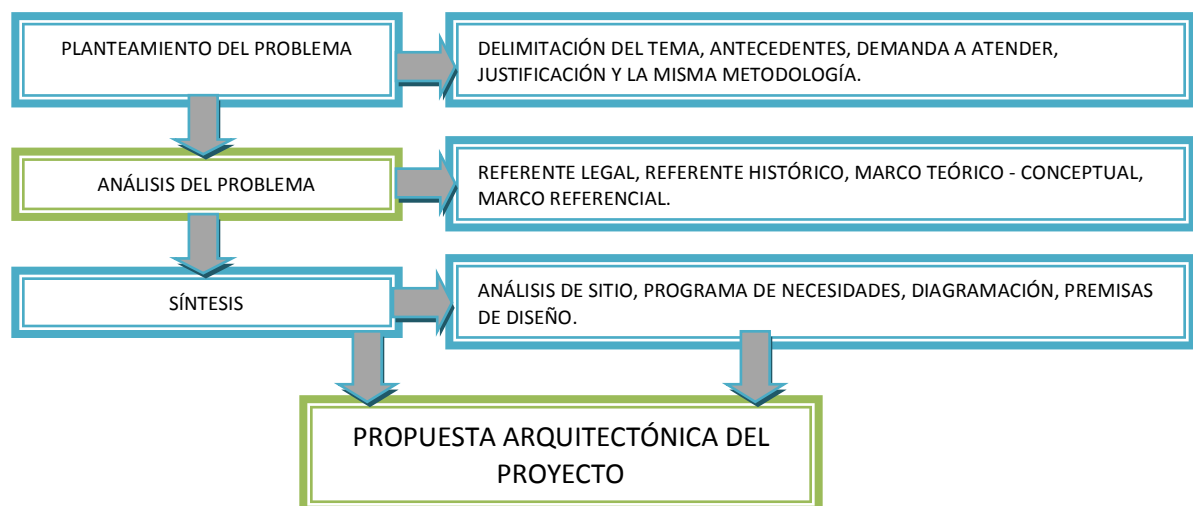 PLANTEAMIENTO DEL PROBLEMA
DELIMITACIÓN DEL TEMA, ANTECEDENTES, DEMANDA A ATENDER,
JUSTIFICACIÓN Y LA MISMA METODOLOGÍA.
ANÁLISIS DEL PROBLEMA
REFERENTE LEGAL, REFERENTE HISTÓRICO, MARCO TEÓRICO - CONCEPTUAL,
MARCO REFERENCIAL.
SÍNTESIS
ANÁLISIS DE SITIO, PROGRAMA DE NECESIDADES, DIAGRAMACIÓN, PREMISAS
DE DISEÑO.
PROPUESTA ARQUITECTÓNICA DEL
PROYECTO